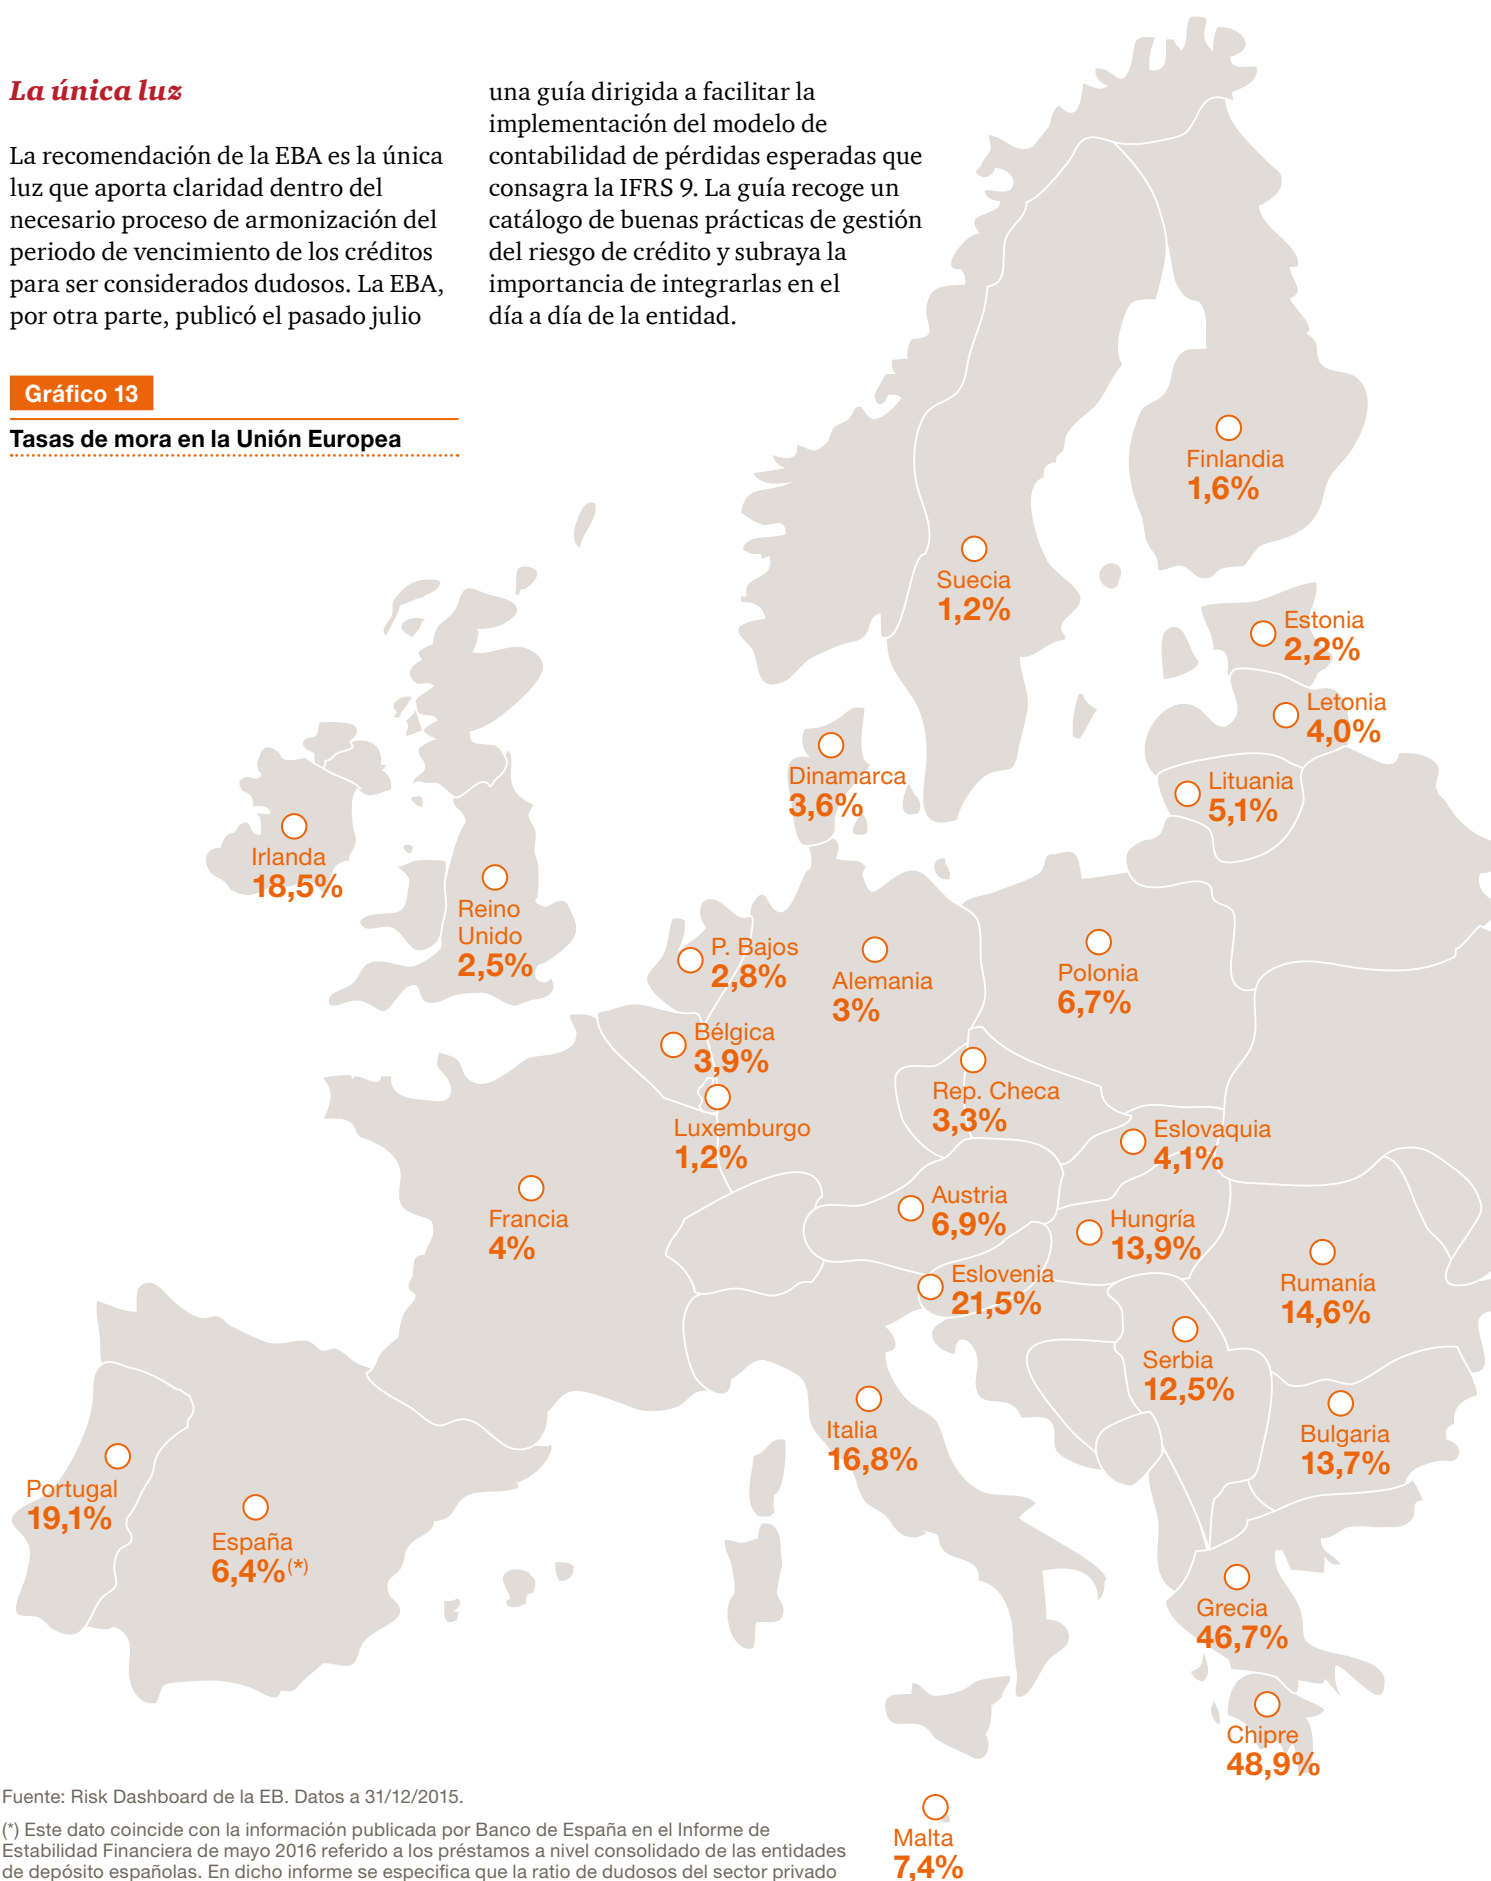 La única luz
La recomendación de la EBA es la única
luz que aporta claridad dentro del
necesario proceso de armonización del
periodo de vencimiento de los créditos
para ser considerados dudosos. La EBA,
por otra parte, publicó el pasado julio
una guía dirigida a facilitar la
implementación del modelo de
contabilidad de pérdidas esperadas que
consagra la IFRS 9. La guía recoge un
catálogo de buenas prácticas de gestión
del riesgo de crédito y subraya la
importancia de integrarlas en el
día a día de la entidad.
Gráfico 13
Tasas de mora en la Unión Europea
Finlandia
1,6%
Suecia
1,2%
Estonia
2,2%
Letonia
4,0%
Dinamarca
3,6%
Lituania
5,1%
Irlanda
18,5%
Reino
Unido
2,5%
P. Bajos
2,8%
Alemania
3%
Polonia
6,7%
Bélgica
3,9%
Rep. Checa
3,3%
Luxemburgo
1,2%
Eslovaquia
4,1%
Francia
4%
Austria
6,9%
Hungría
13,9%
Eslovenia
21,5%
Rumanía
14,6%
Serbia
12,5%
Italia
16,8%
Bulgaria
13,7%
Portugal
19,1%
España
6,4%(*)
Grecia
46,7%
Chipre
48,9%
Malta
7,4%
Fuente: Risk Dashboard de la EB. Datos a 31/12/2015.
(*) Este dato coincide con la información publicada por Banco de España en el Informe de
Estabilidad Financiera de mayo 2016 referido a los préstamos a nivel consolidado de las entidades
de depósito españolas. En dicho informe se especifica que la ratio de dudosos del sector privado